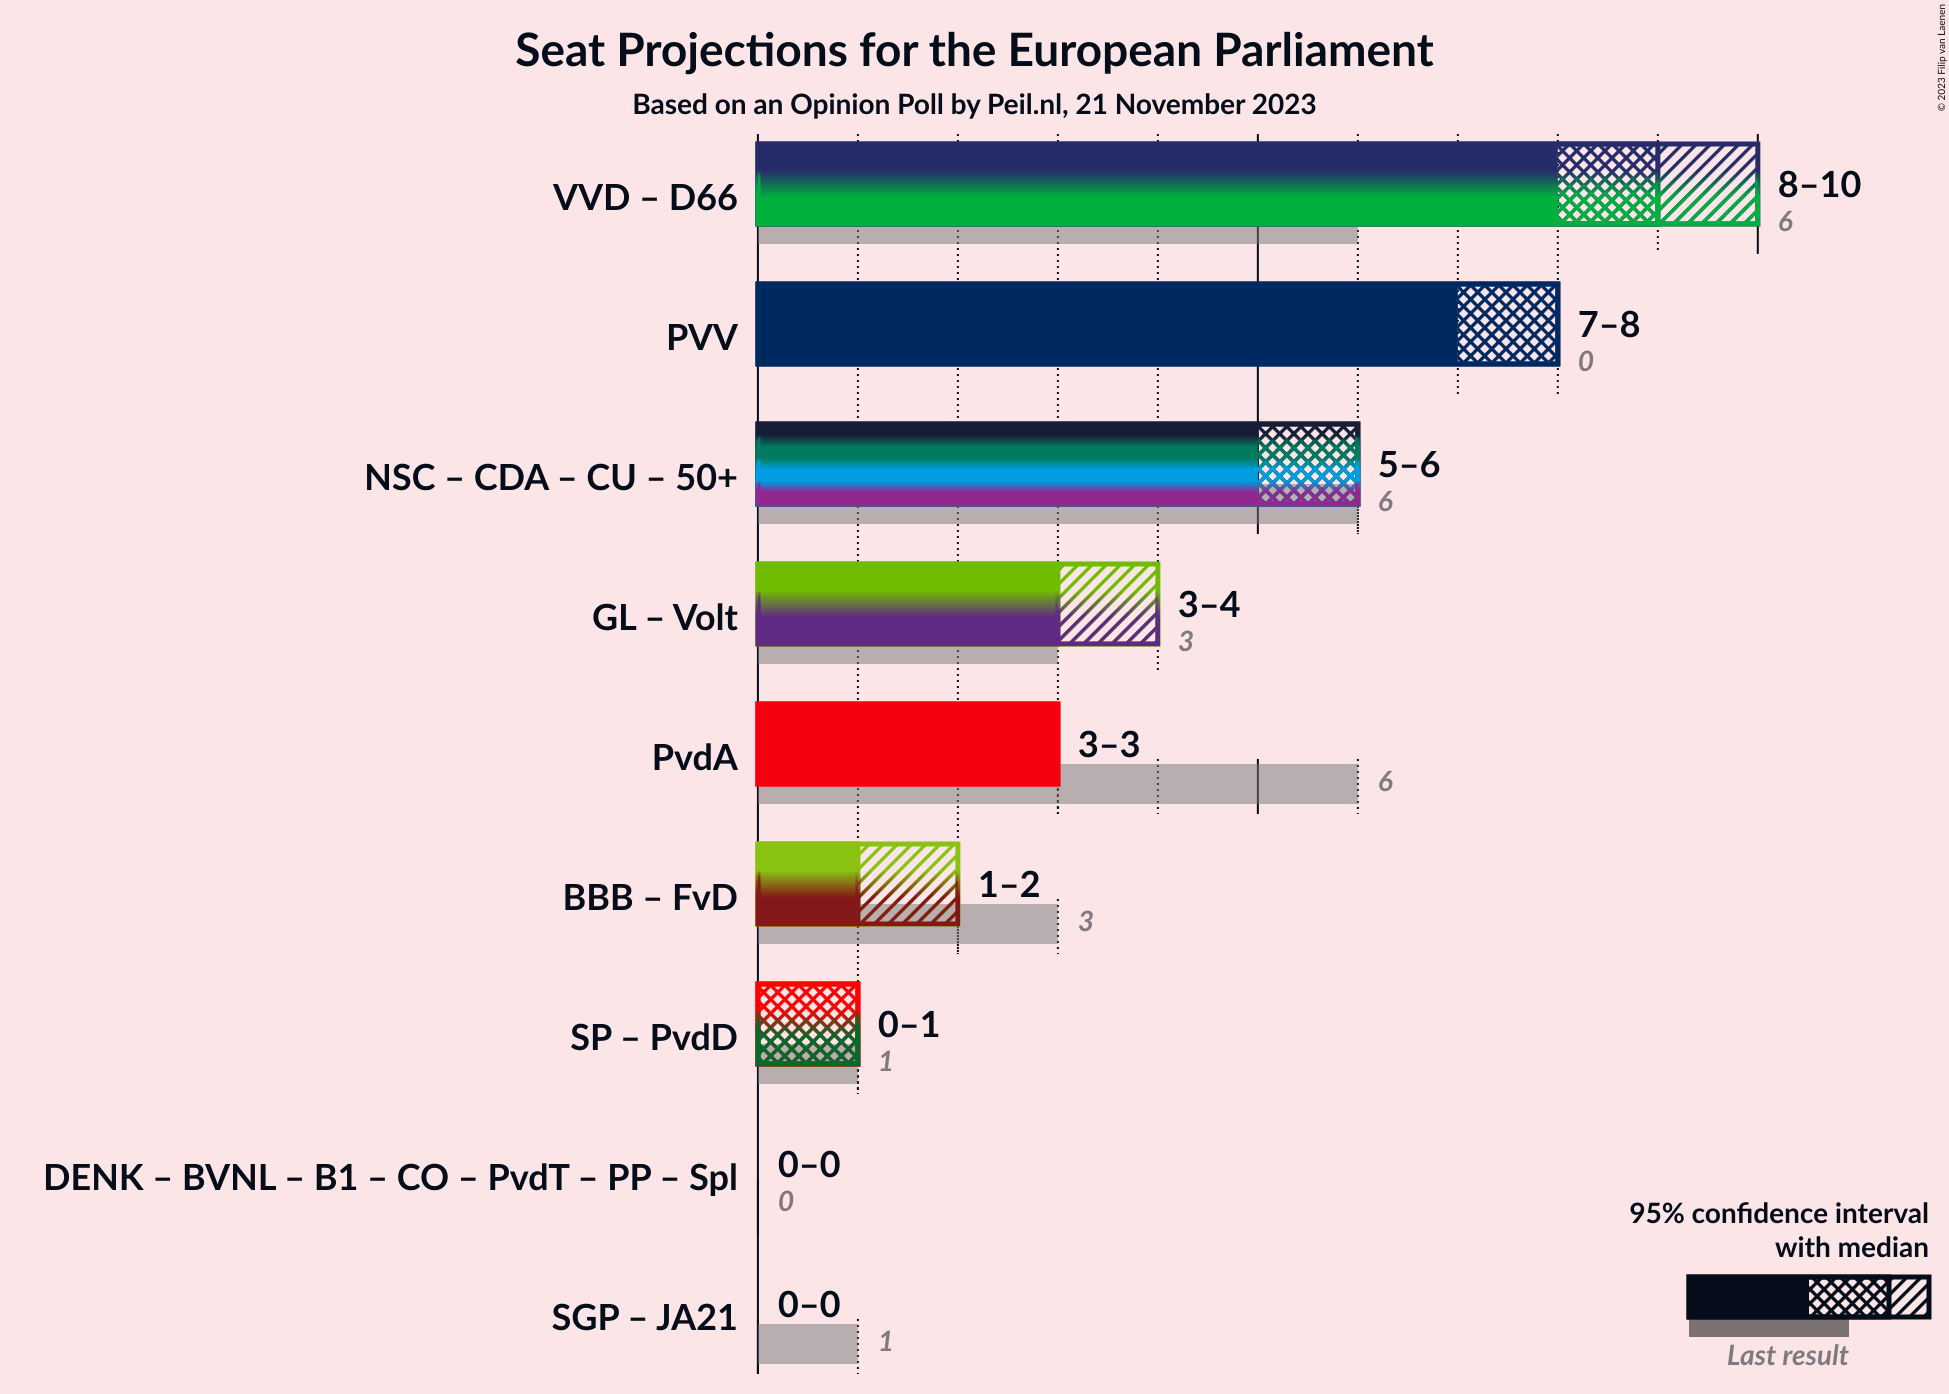 Seat Projections for the European Parliament
Based on an Opinion Poll by Peil.nl, 21 November 2023
© 2023 Filip van Laenen
VVD – D66
8–10
6
PVV
7–8
0
NSC – CDA – CU – 50+
5–6
6
GL – Volt
3–4
3
PvdA
3–3
6
BBB – FvD
1–2
3
SP – PvdD
0–1
1
DENK – BVNL – B1 – CO – PvdT – PP – Spl
0–0
0
SGP – JA21
0–0
1
95% confidence interval
with median
Last result